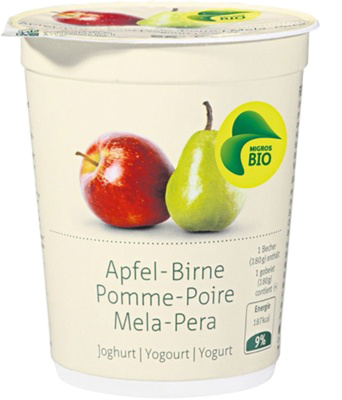 MIGROS
BIO
Apfel-Birne
Pomme-Poire
Mela-Pera
Joghurt | Yogourt | Yogurt
1 Becher
(180g) enthält
1 gobelet
(180g)
contient
Energie
187kcal
9%